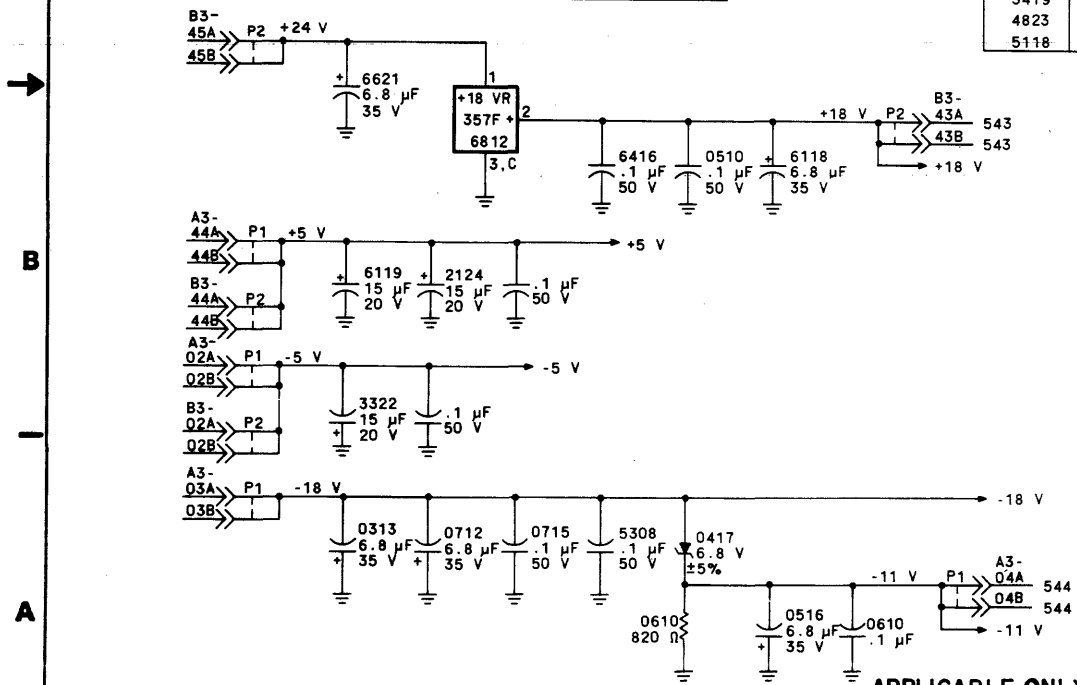 5419
4823
5118
B3-
45A P2 +24 V
45B
6621
6.8 µF
35 V
1
+18 VR
357F + 2
6812
3,C
+18 V P2
B3-
43A 543
43B 543
+18 V
6416
.1 µF
50 V
0510
.1 µF
50 V
6118
6.8 µF
35 V
A3-
44A P1 +5 V
44B
+5 V
B
B3-
44A P2
44B
6119
15 µF
20 V
2124
15 µF
20 V
.1 µF
50 V
A3-
02A P1 -5 V
02B
-5 V
B3-
02A P2
02B
3322
15 µF
20 V
.1 µF
50 V
A3-
03A P1 -18 V
03B
-18 V
0313
6.8 µF
35 V
0712
6.8 µF
35 V
0715
.1 µF
50 V
5308
.1 µF
50 V
0417
6.8 V
±5%
-11 V P1
A3-
04A 544
04B 544
-11 V
A
0610
820 Ω
0516
6.8 µF
35 V
0610
.1 µF
APPLICABLE ONLY